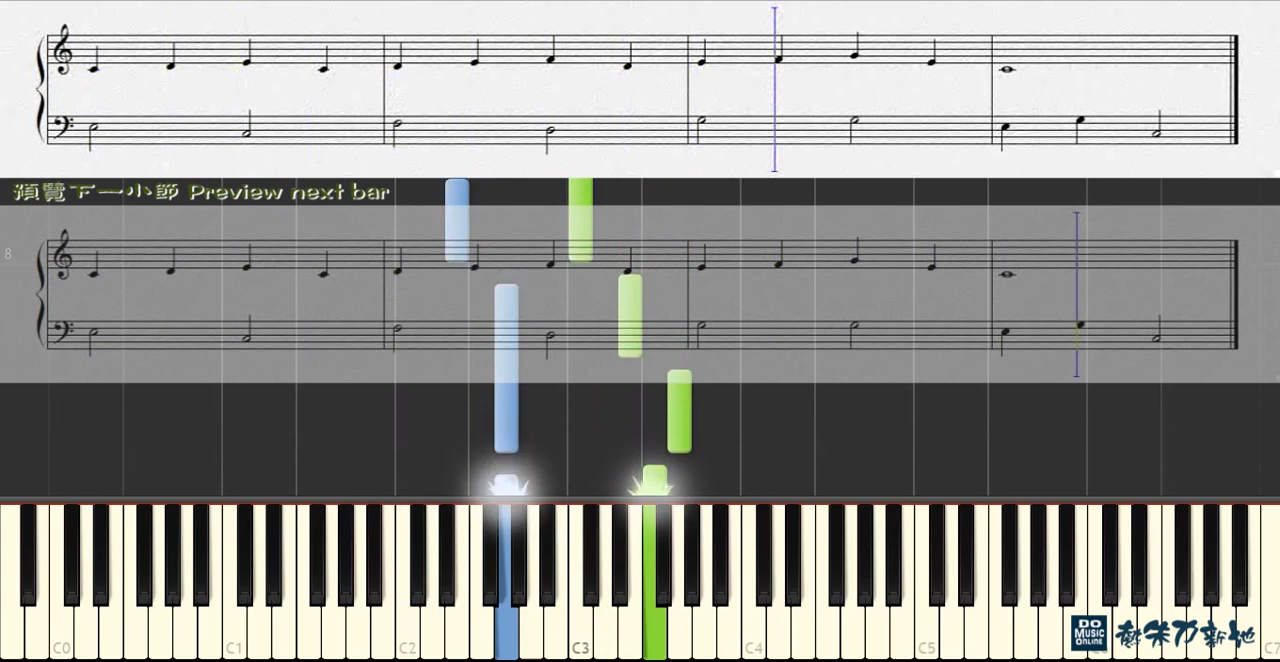 預覽下一小節 Preview next bar
8
C0 C1 C2 C3 C4 C5 C7
DO
MUSIC
ONLINE